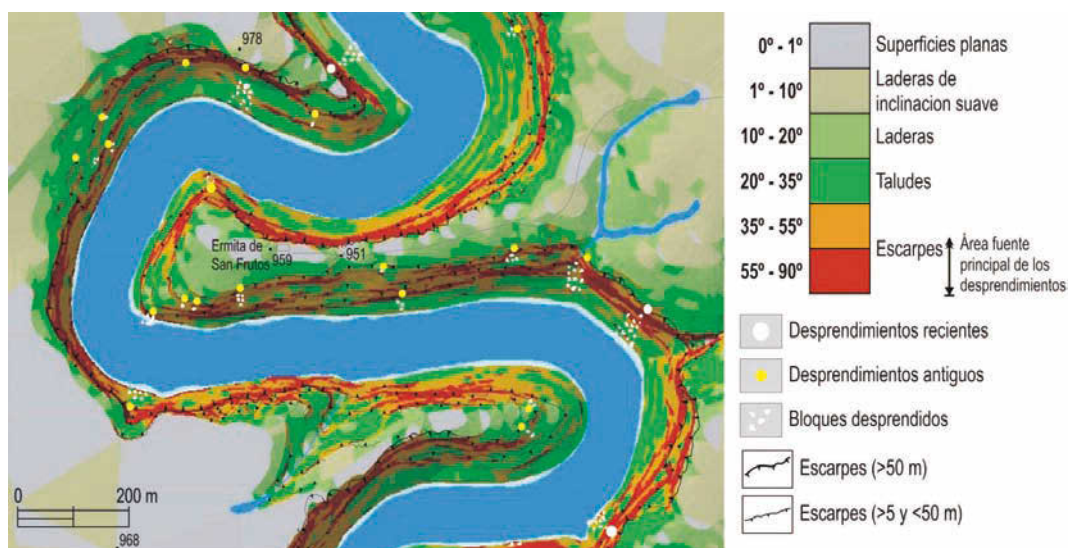 978
Ermita de
San Frutos
959
951
0
200 m
968
0º - 1º
Superficies planas
1º - 10º
Laderas de
inclinacion suave
10º - 20º
Laderas
20º - 35º
Taludes
35º - 55º
55º - 90º
Escarpes
Área fuente
principal de los
desprendimientos
Desprendimientos recientes
Desprendimientos antiguos
Bloques desprendidos
Escarpes (>50 m)
Escarpes (>5 y <50 m)